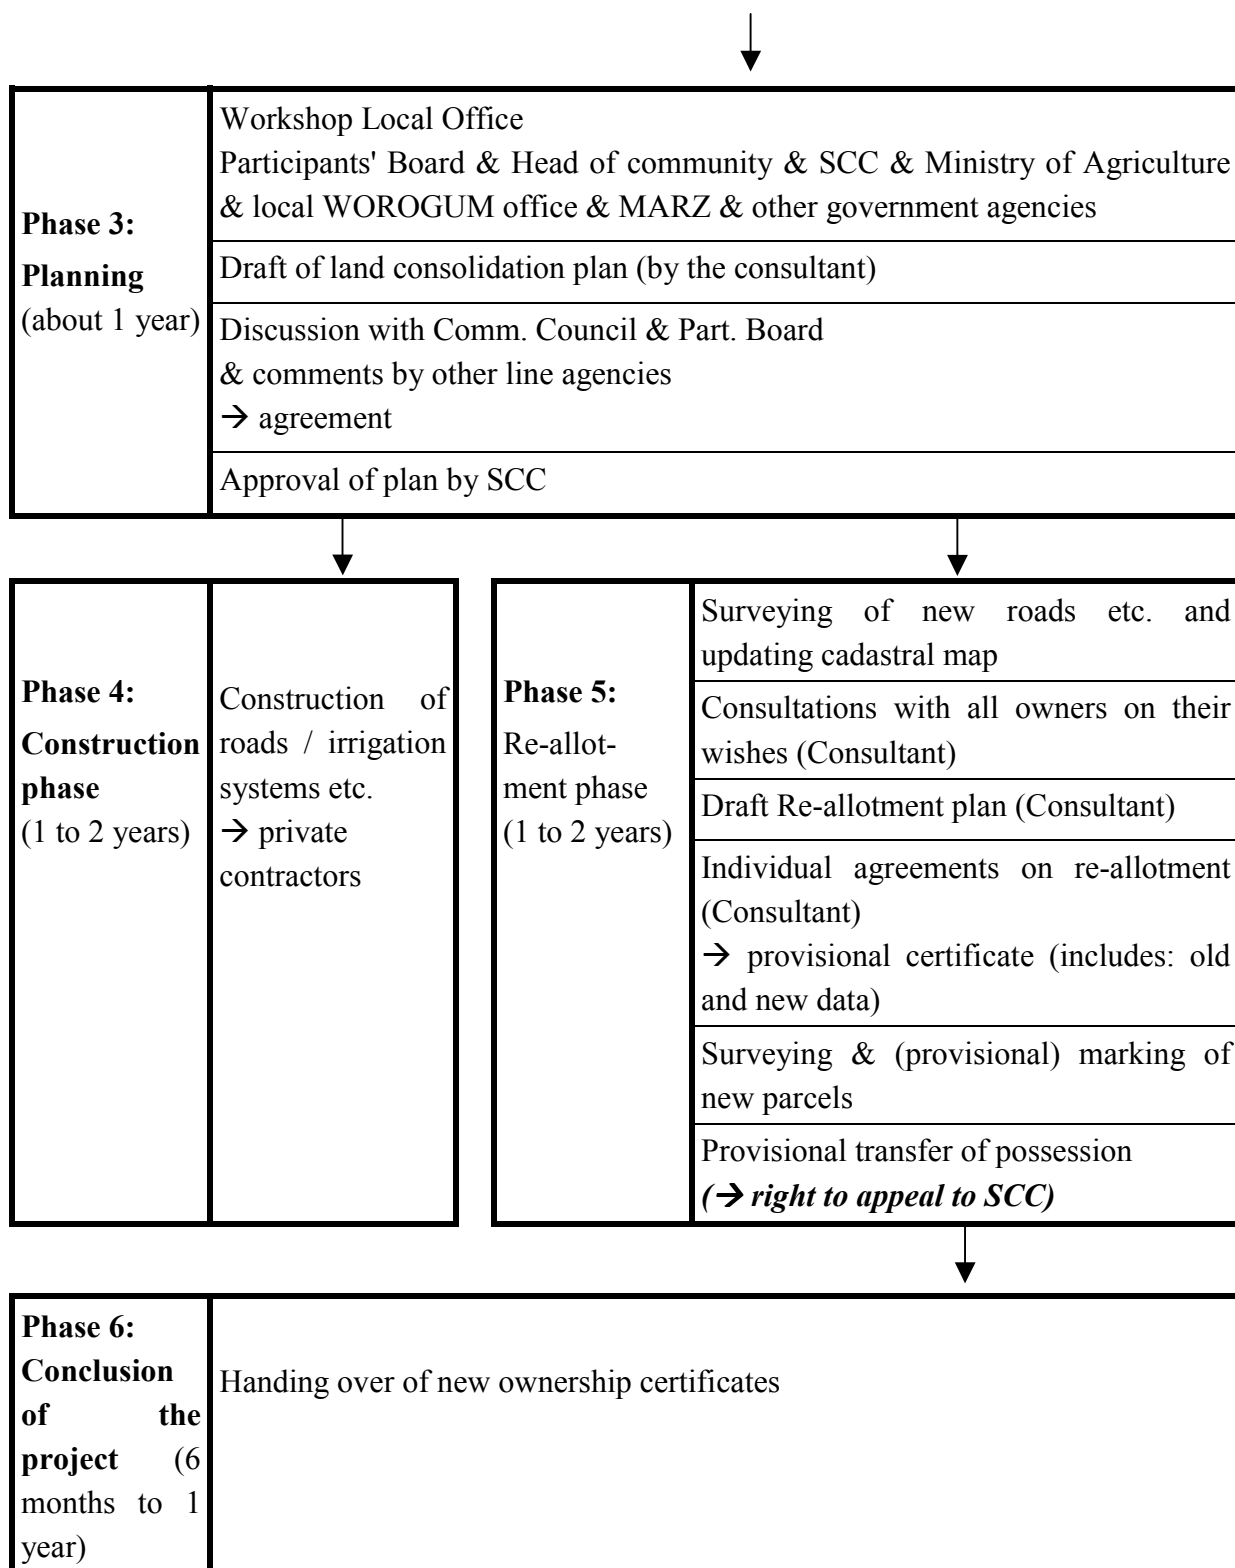 Phase 3:
Planning
(about 1 year)
Workshop Local Office
Participants' Board & Head of community & SCC & Ministry of Agriculture
& local WOROGUM office & MARZ & other government agencies
Draft of land consolidation plan (by the consultant)
Discussion with Comm. Council & Part. Board
& comments by other line agencies
→ agreement
Approval of plan by SCC
Phase 4:
Construction
phase
(1 to 2 years)
Construction of
roads / irrigation
systems etc.
→ private
contractors
Phase 5:
Re-allot-
ment phase
(1 to 2 years)
Surveying of new roads etc. and
updating cadastral map
Consultations with all owners on their
wishes (Consultant)
Draft Re-allotment plan (Consultant)
Individual agreements on re-allotment
(Consultant)
→ provisional certificate (includes: old
and new data)
Surveying & (provisional) marking of
new parcels
Provisional transfer of possession
(→ right to appeal to SCC)
Phase 6:
Conclusion
of the
project (6
months to 1
year)
Handing over of new ownership certificates